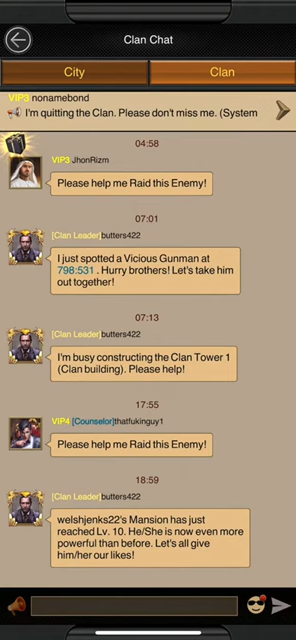 Clan Chat
City
Clan
VIP3 nonamebond
I'm quitting the Clan. Please don't miss me. (System
04:58
VIP3 JhonRizm
Please help me Raid this Enemy!
07:01
[Clan Leader]butters422
I just spotted a Vicious Gunman at
798:531 . Hurry brothers! Let's take him
out together!
07:13
[Clan Leader]butters422
I'm busy constructing the Clan Tower 1
(Clan building). Please help!
17:55
VIP4 [Counselor]thatfukinguy1
Please help me Raid this Enemy!
18:59
[Clan Leader]butters422
welshjenks22's Mansion has just
reached Lv. 10. He/She is now even more
powerful than before. Let's all give
him/her our likes!